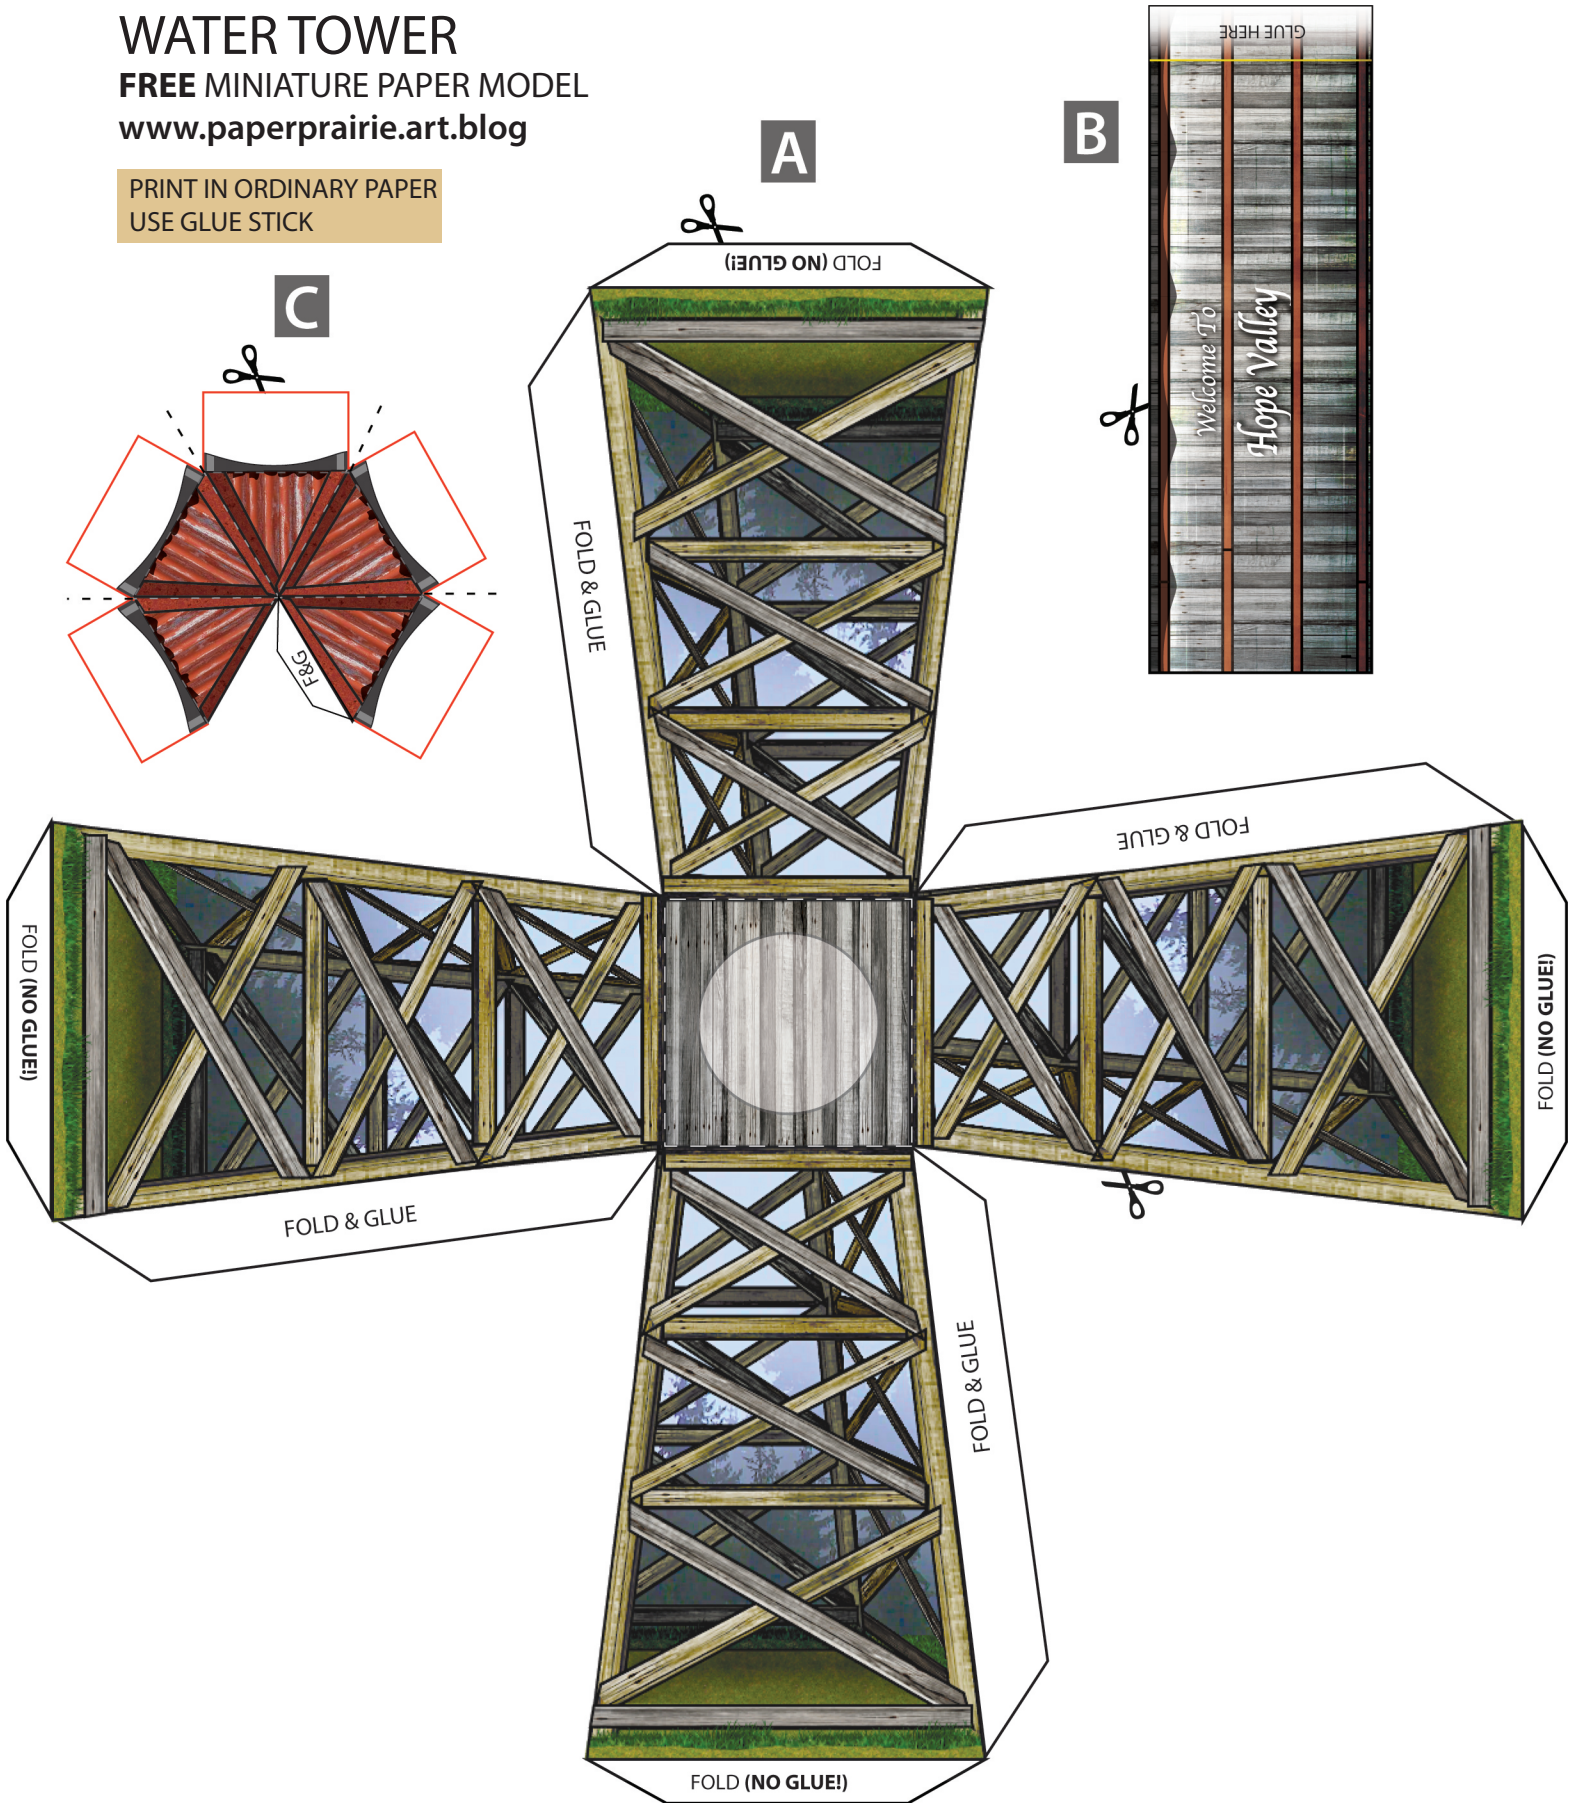 WATER TOWER
FREE MINIATURE PAPER MODEL
www.paperprairie.art.blog
PRINT IN ORDINARY PAPER
USE GLUE STICK
A
B
C
GLUE HERE
Welcome To
Hope Valley
FOLD (NO GLUE!)
FOLD & GLUE
F&G
FOLD & GLUE
FOLD (NO GLUE!)
FOLD (NO GLUE!)
FOLD & GLUE
FOLD & GLUE
FOLD (NO GLUE!)